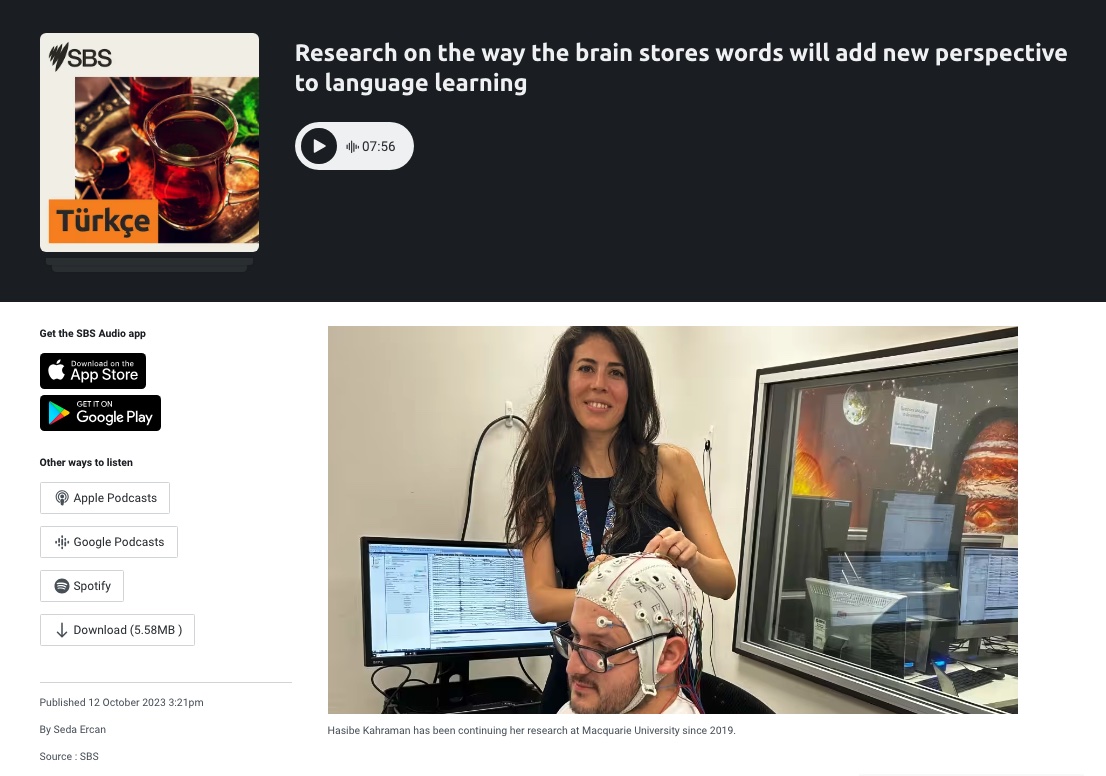 SBS
Türkçe
Research on the way the brain stores words will add new perspective
to language learning
07:56
Get the SBS Audio app
Download on the
App Store
GET IT ON
Google Play
Other ways to listen
Apple Podcasts
Google Podcasts
Spotify
Download (5.58MB )
Published 12 October 2023 3:21pm
By Seda Ercan
Source : SBS
Hasibe Kahraman has been continuing her research at Macquarie University since 2019.